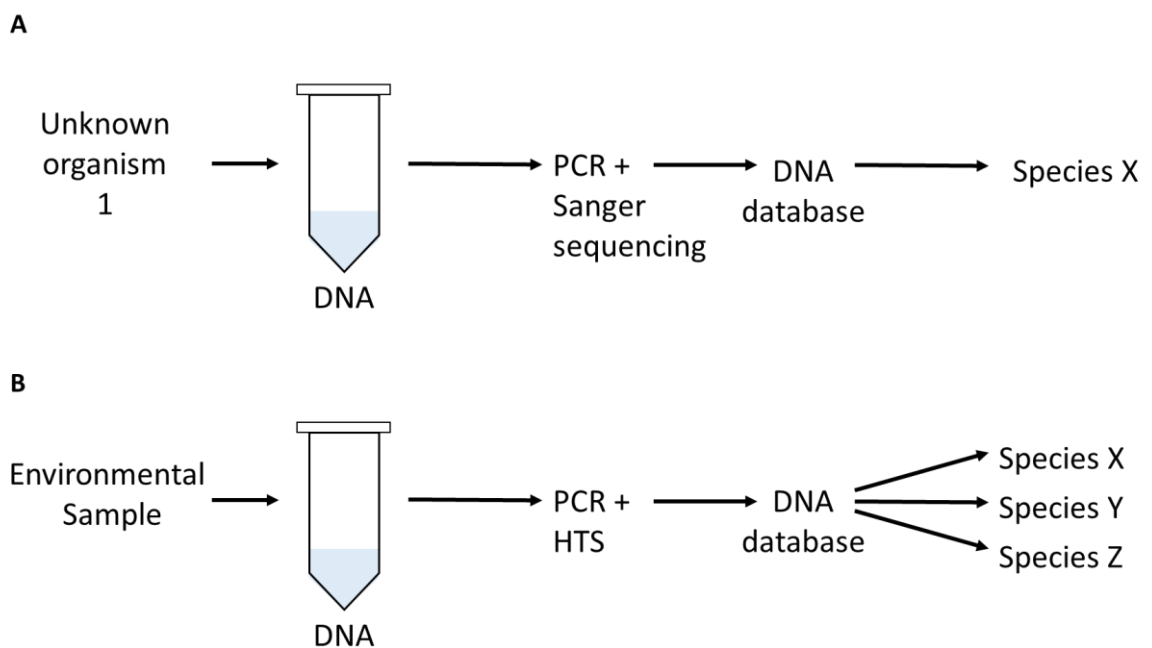 A
Unknown
organism
1
DNA
PCR +
Sanger
sequencing
DNA
database
Species X
B
Environmental
Sample
DNA
PCR +
HTS
DNA
database
Species X
Species Y
Species Z